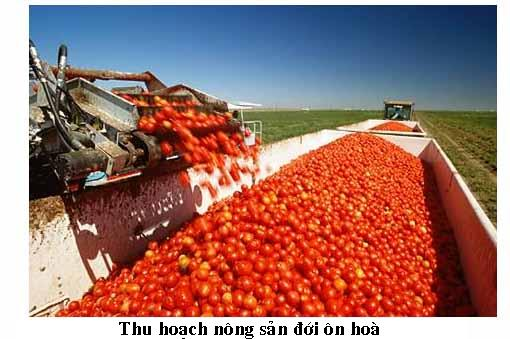 Thu hoạch nông sản đới ôn hoà